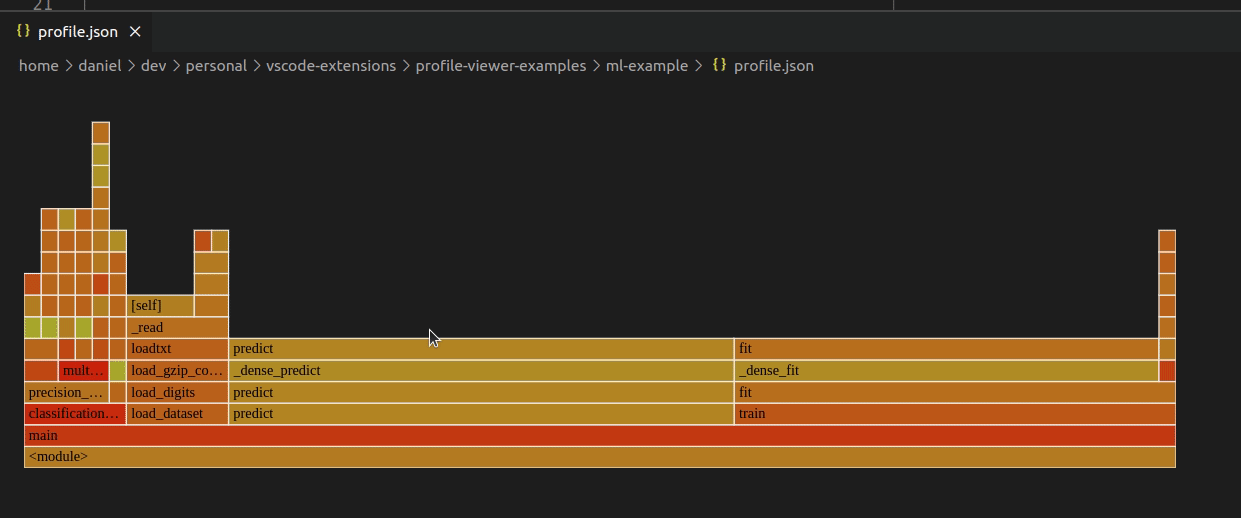 21
{} profile.json ×
home > daniel > dev > personal > vscode-extensions > profile-viewer-examples > ml-example > {} profile.json
[self]
_read
loadtxt predict fit
mult… load_gzip_co… _dense_predict _dense_fit
precision_… load_digits predict fit
classification… load_dataset predict train
main
<module>